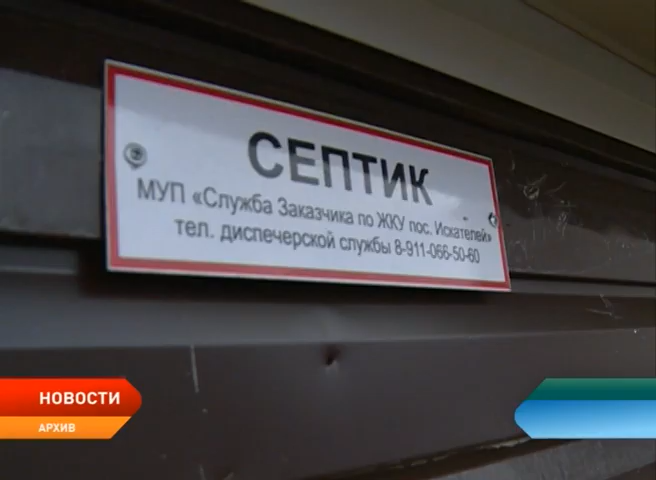 СЕПТИК
МУП «Служба Заказчика по ЖКУ пос. Искателей»
тел. диспечерской службы 8-911-066-50-60
НОВОСТИ
АРХИВ